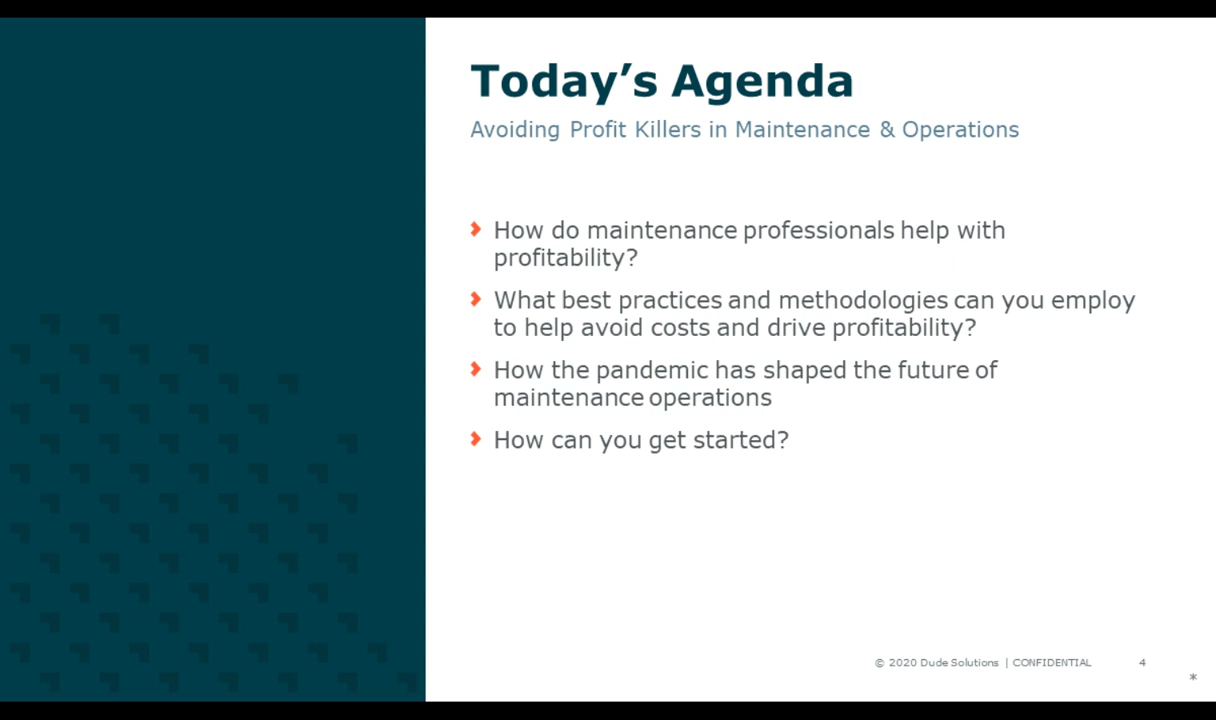 Today’s Agenda
Avoiding Profit Killers in Maintenance & Operations
How do maintenance professionals help with
profitability?
What best practices and methodologies can you employ
to help avoid costs and drive profitability?
How the pandemic has shaped the future of
maintenance operations
How can you get started?
© 2020 Dude Solutions | CONFIDENTIAL 4
*